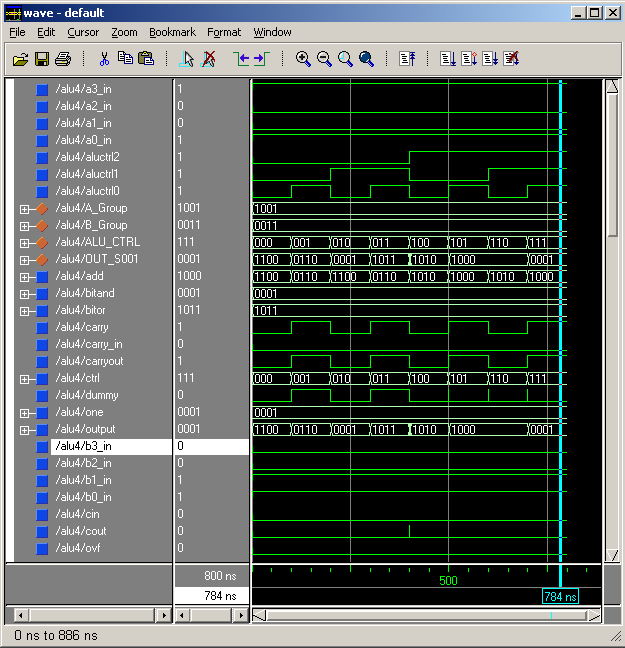 wave - default
File Edit Cursor Zoom Bookmark Format Window
/alu4/a3_in 1
/alu4/a2_in 0
/alu4/a1_in 0
/alu4/a0_in 1
/alu4/aluctrl2 1
/alu4/aluctrl1 1
/alu4/aluctrl0 1
/alu4/A_Group 1001 1001
/alu4/B_Group 0011 0011
/alu4/ALU_CTRL 111 000 001 010 011 100 101 110 111
/alu4/OUT_S001 0001 1100 0110 0001 1011 1010 1000 0001
/alu4/add 1000 1100 0110 1100 0110 1010 1000 1010 1000
/alu4/bitand 0001 0001
/alu4/bitor 1011 1011
/alu4/carry 1
/alu4/carry_in 0
/alu4/carryout 1
/alu4/ctrl 111 000 001 010 011 100 101 110 111
/alu4/dummy 0
/alu4/one 0001 0001
/alu4/output 0001 1100 0110 0001 1011 1010 1000 0001
/alu4/b3_in 0
/alu4/b2_in 0
/alu4/b1_in 1
/alu4/b0_in 1
/alu4/cin 0
/alu4/cout 0
/alu4/ovf 0
800 ns 500
784 ns 784 ns
0 ns to 886 ns